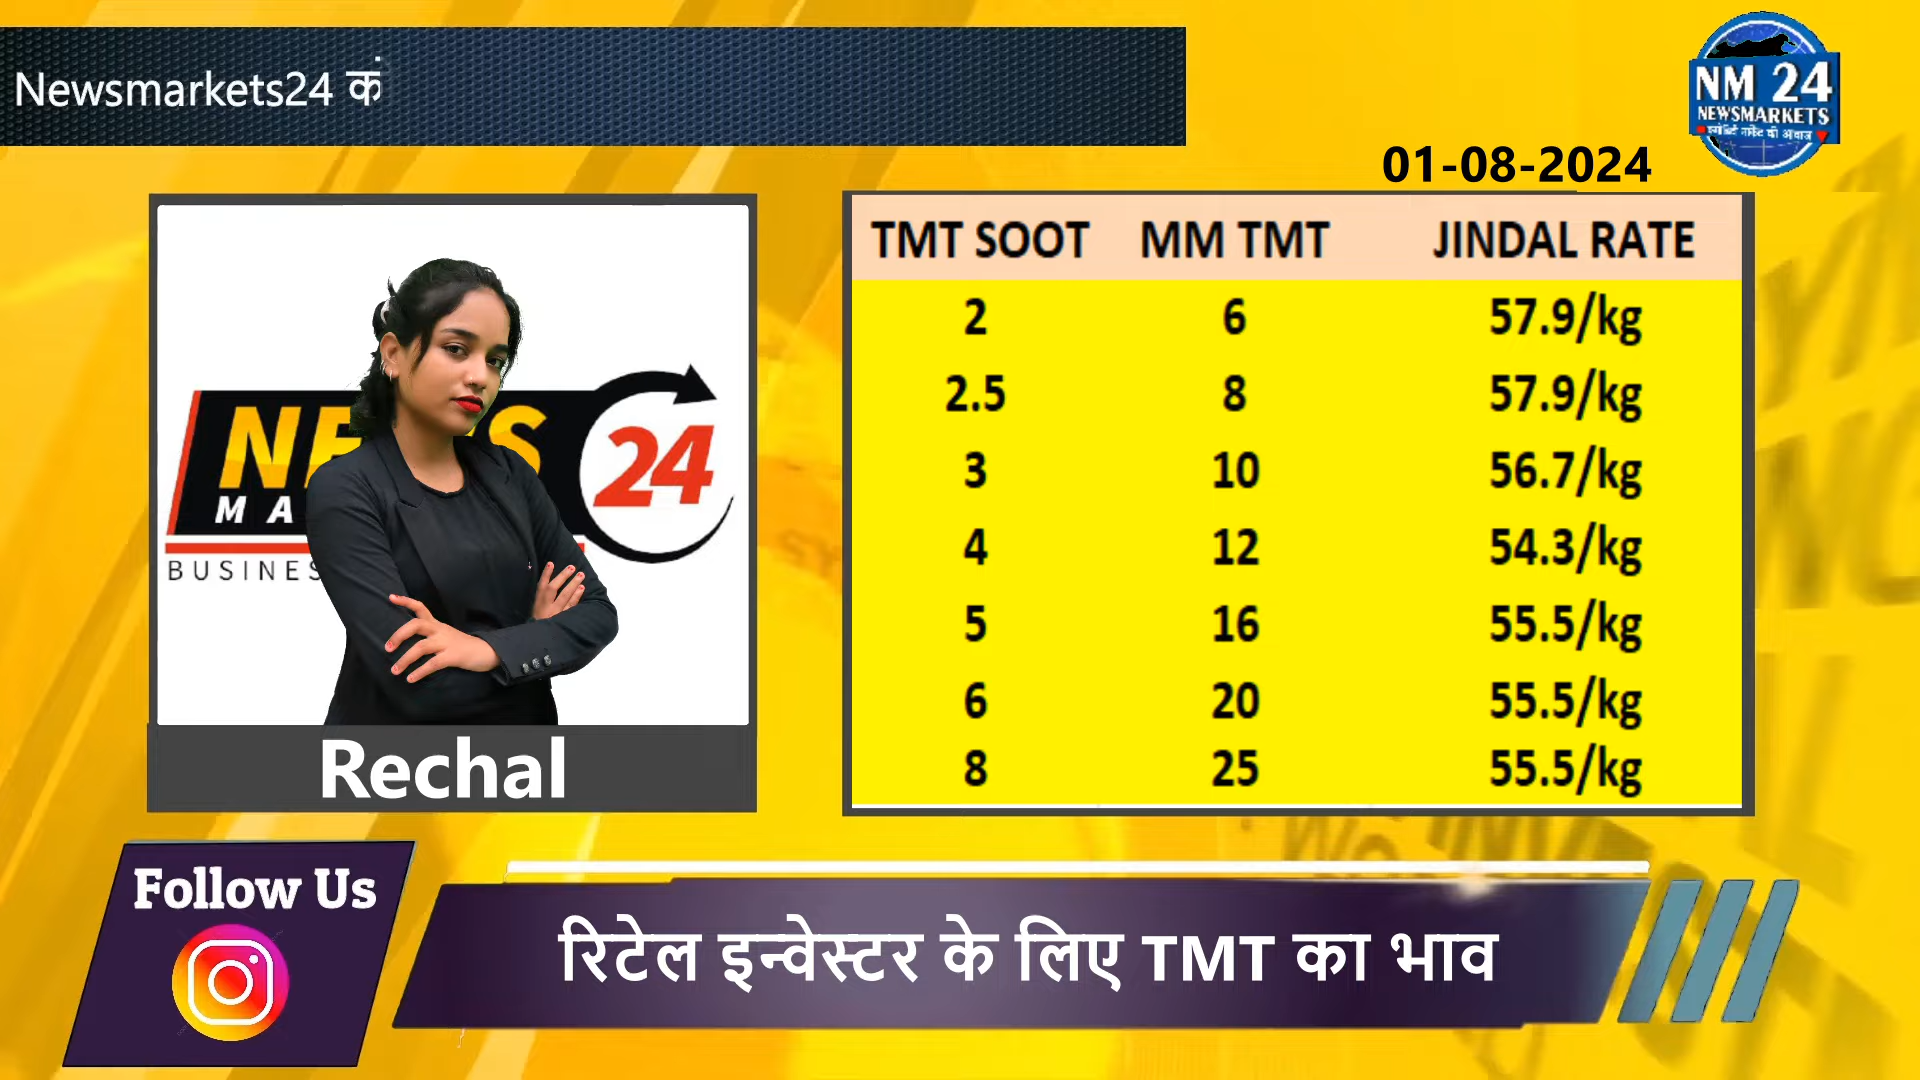 Newsmarkets24 कं
NM 24
NEWSMARKETS
01-08-2024
TMT SOOT MM TMT JINDAL RATE
2 6 57.9/kg
2.5 8 57.9/kg
3 10 56.7/kg
4 12 54.3/kg
5 16 55.5/kg
6 20 55.5/kg
8 25 55.5/kg
24
BUSINES
Rechal
Follow Us
रिटेल इन्वेस्टर के लिए TMT का भाव